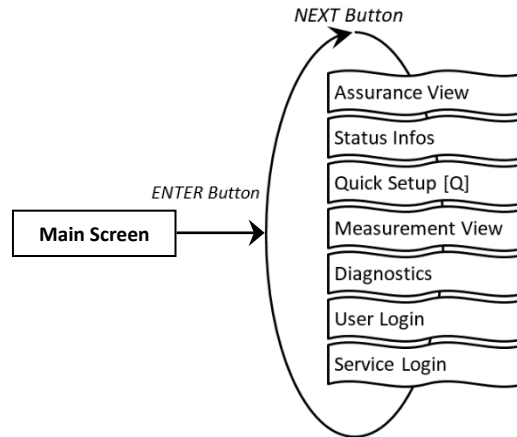 NEXT Button
Assurance View
Status Infos
Quick Setup [Q]
ENTER Button
Main Screen
Measurement View
Diagnostics
User Login
Service Login